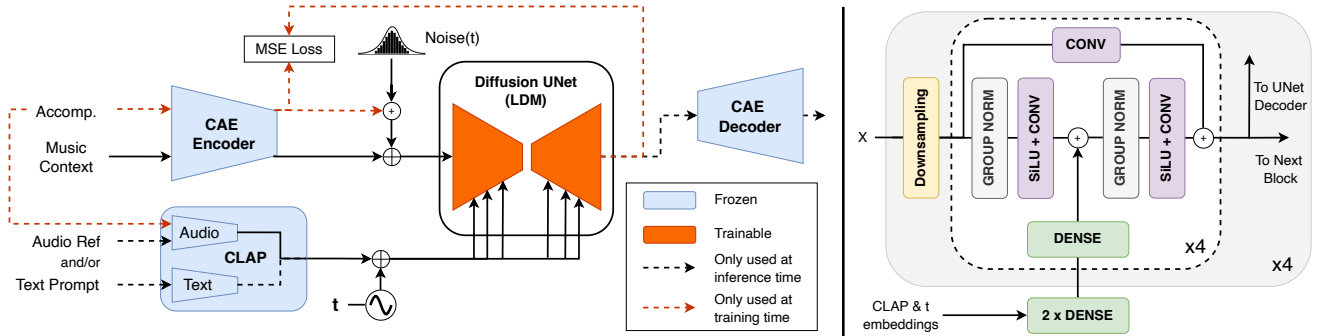 MSE Loss
Noise(t)
Accomp.
Music
Context
CAE
Encoder
+
Diffusion UNet
(LDM)
CAE
Decoder
Audio Ref
and/or
Text Prompt
Audio
CLAP
Text
t
Frozen
Trainable
Only used at
inference time
Only used at
training time
X
Downsampling
CONV
GROUP NORM
SiLU + CONV
+
GROUP NORM
SiLU + CONV
+
To UNet
Decoder
To Next
Block
DENSE
x4
x4
CLAP & t
embeddings
2 x DENSE